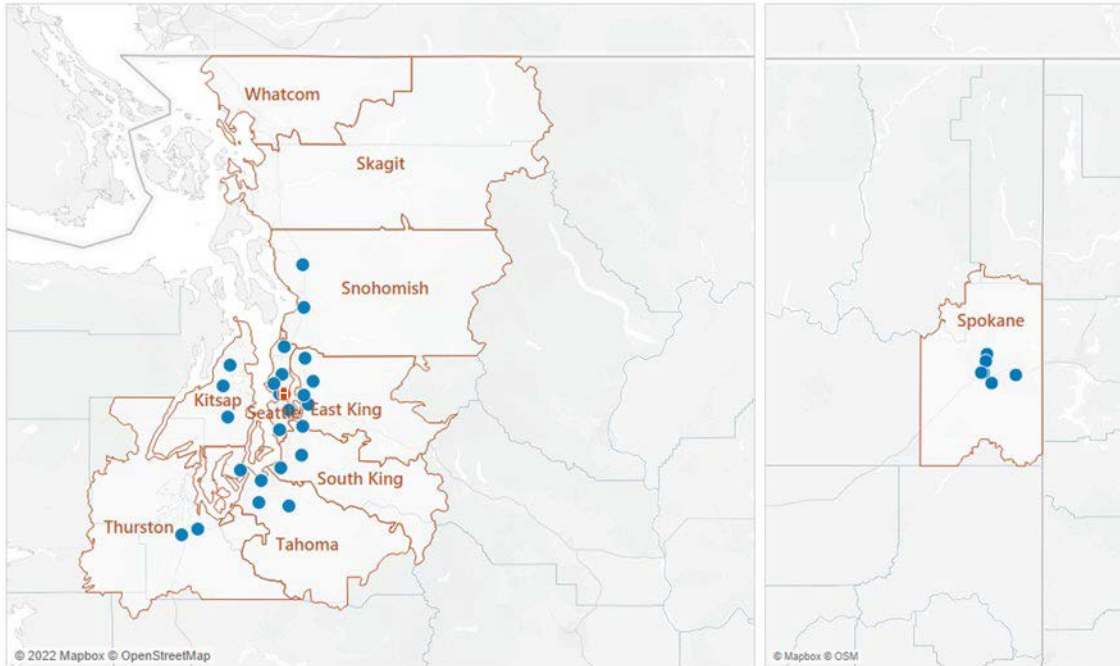 Whatcom
Skagit
Snohomish
Kitsap
Seattle
East King
South King
Thurston
Tahoma
© 2022 Mapbox © OpenStreetMap
Spokane
© Mapbox © OSM